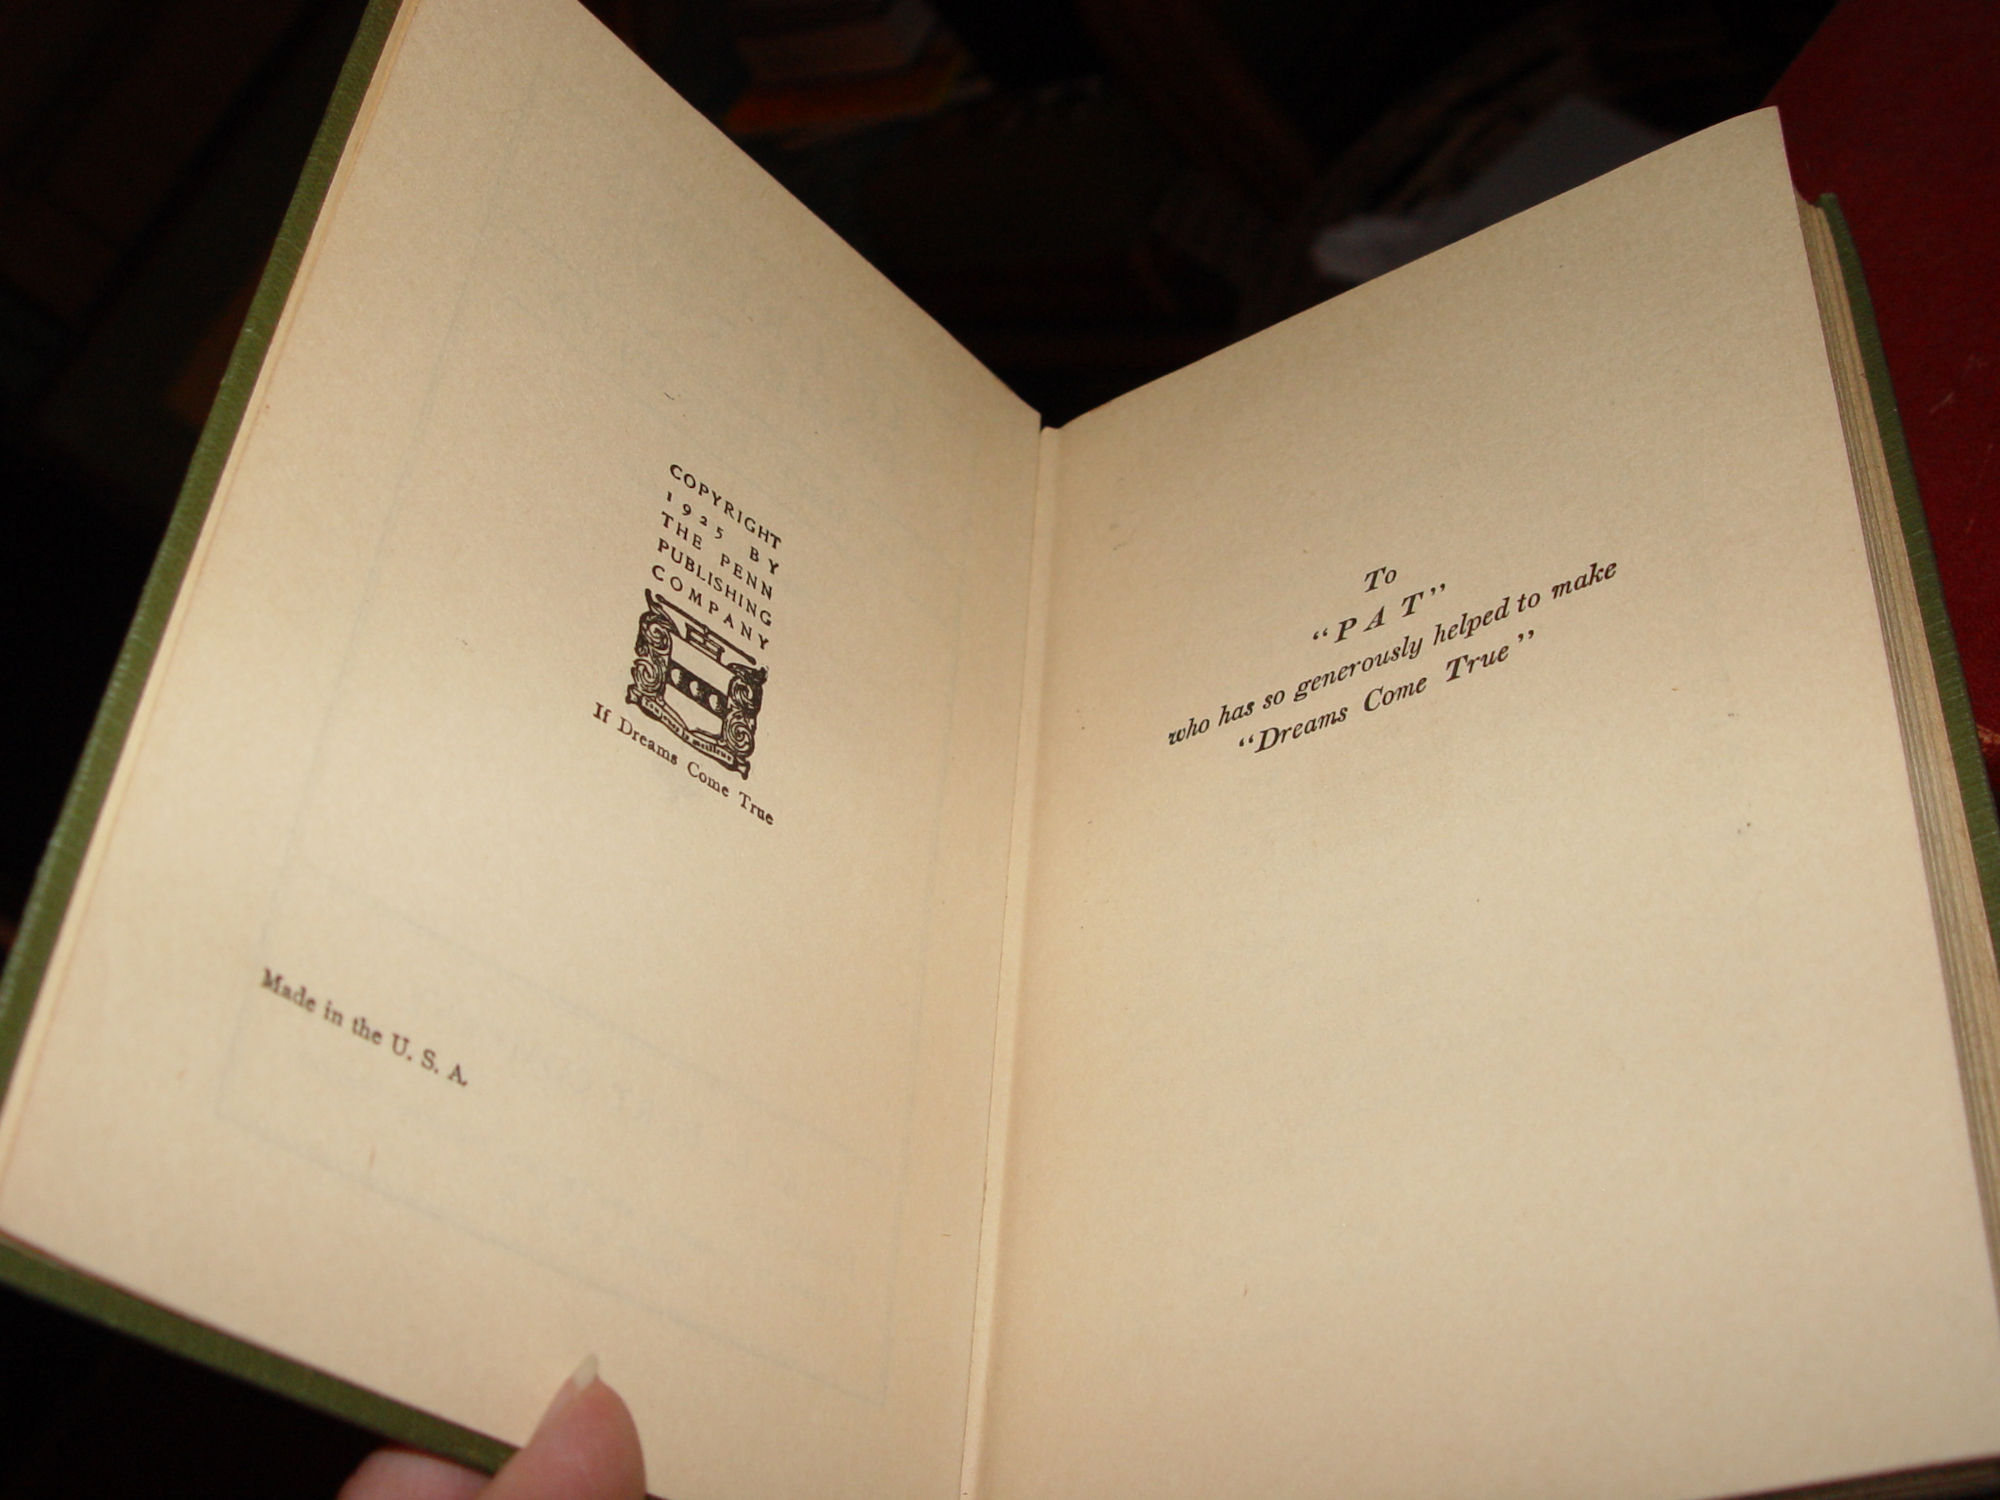 COPYRIGHT
1925 BY
THE PENN
PUBLISHING
COMPANY
If Dreams Come True
Made in the U. S. A.
To
“PAT”
who has so generously helped to make
“Dreams Come True”